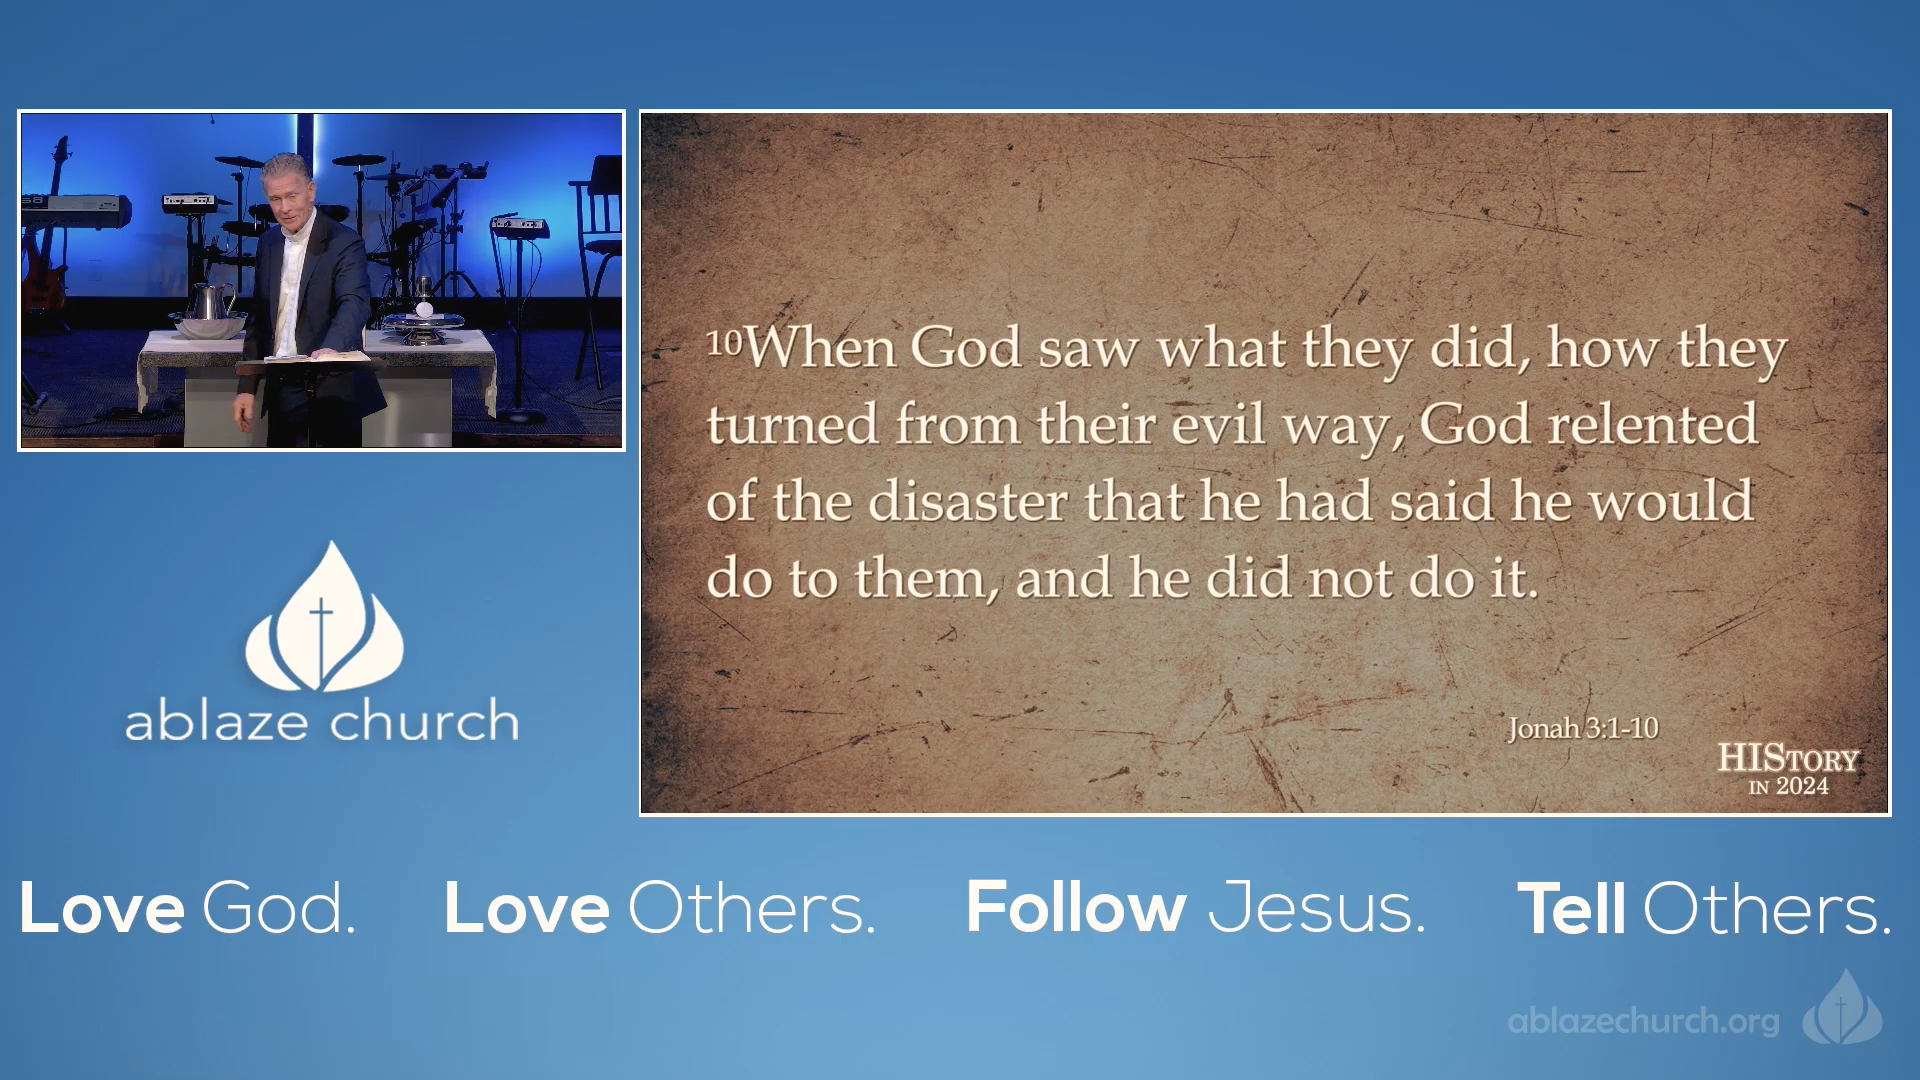 S8
¹⁰When God saw what they did, how they
turned from their evil way, God relented
of the disaster that he had said he would
do to them, and he did not do it.
Jonah 3:1-10
HISTORY
IN 2024
ablaze church
Love God. Love Others. Follow Jesus. Tell Others.
ablazechurch.org